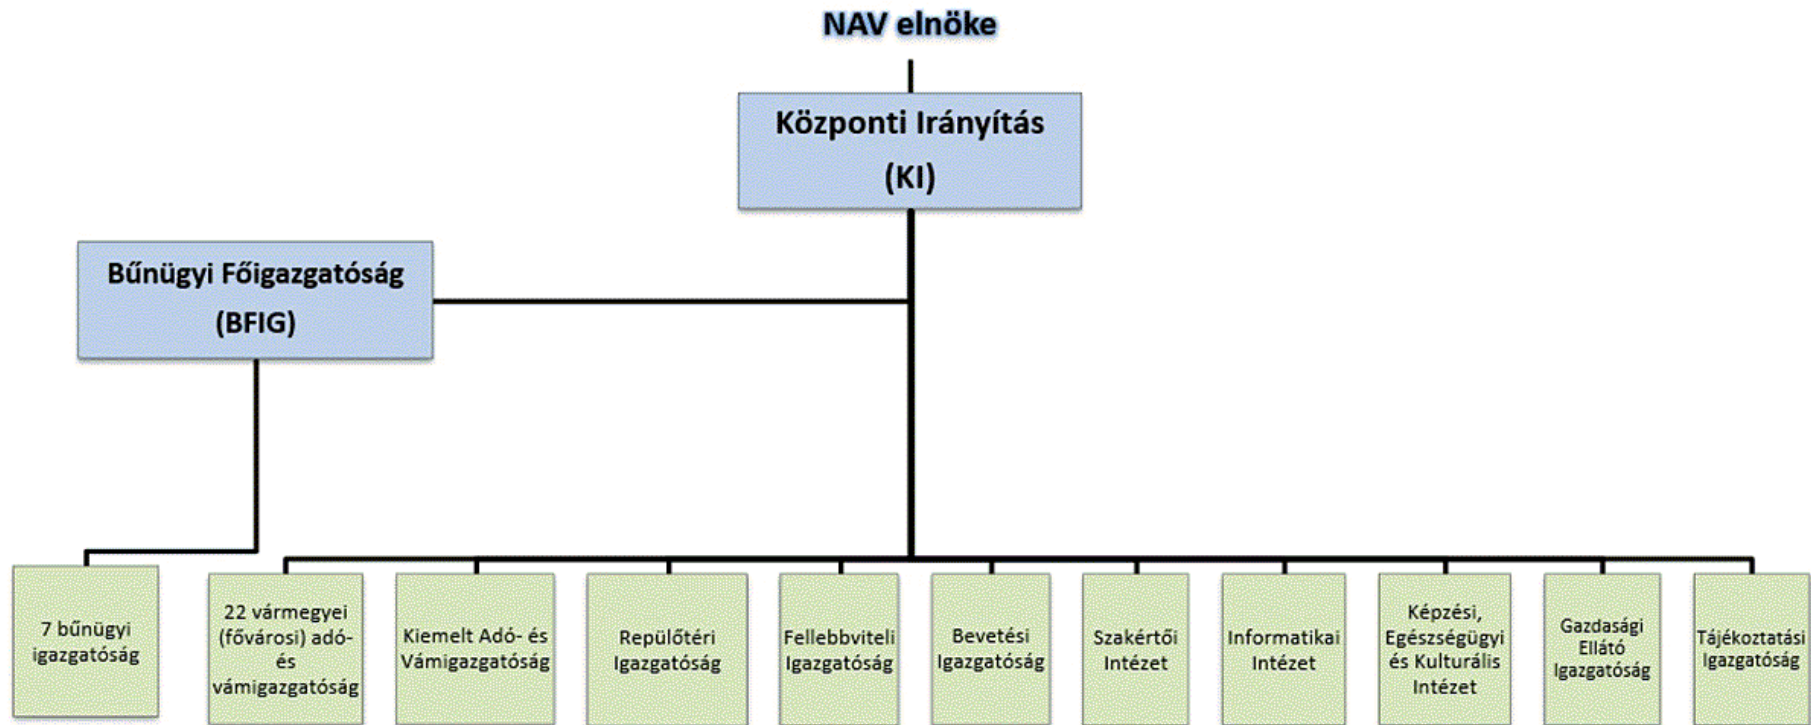 NAV elnöke
Központi Irányítás
(KI)
Bűnügyi Főigazgatóság
(BFIG)
7 bűnügyi
igazgatóság
22 vármegyei
(fővárosi) adó-
és
vámigazgatóság
Kiemelt Adó- és
Vámigazgatóság
Repülőtéri
Igazgatóság
Fellebbviteli
Igazgatóság
Bevetési
Igazgatóság
Szakértői
Intézet
Informatikai
Intézet
Képzési,
Egészségügyi
és Kulturális
Intézet
Gazdasági
Ellátó
Igazgatóság
Tájékoztatási
Igazgatóság